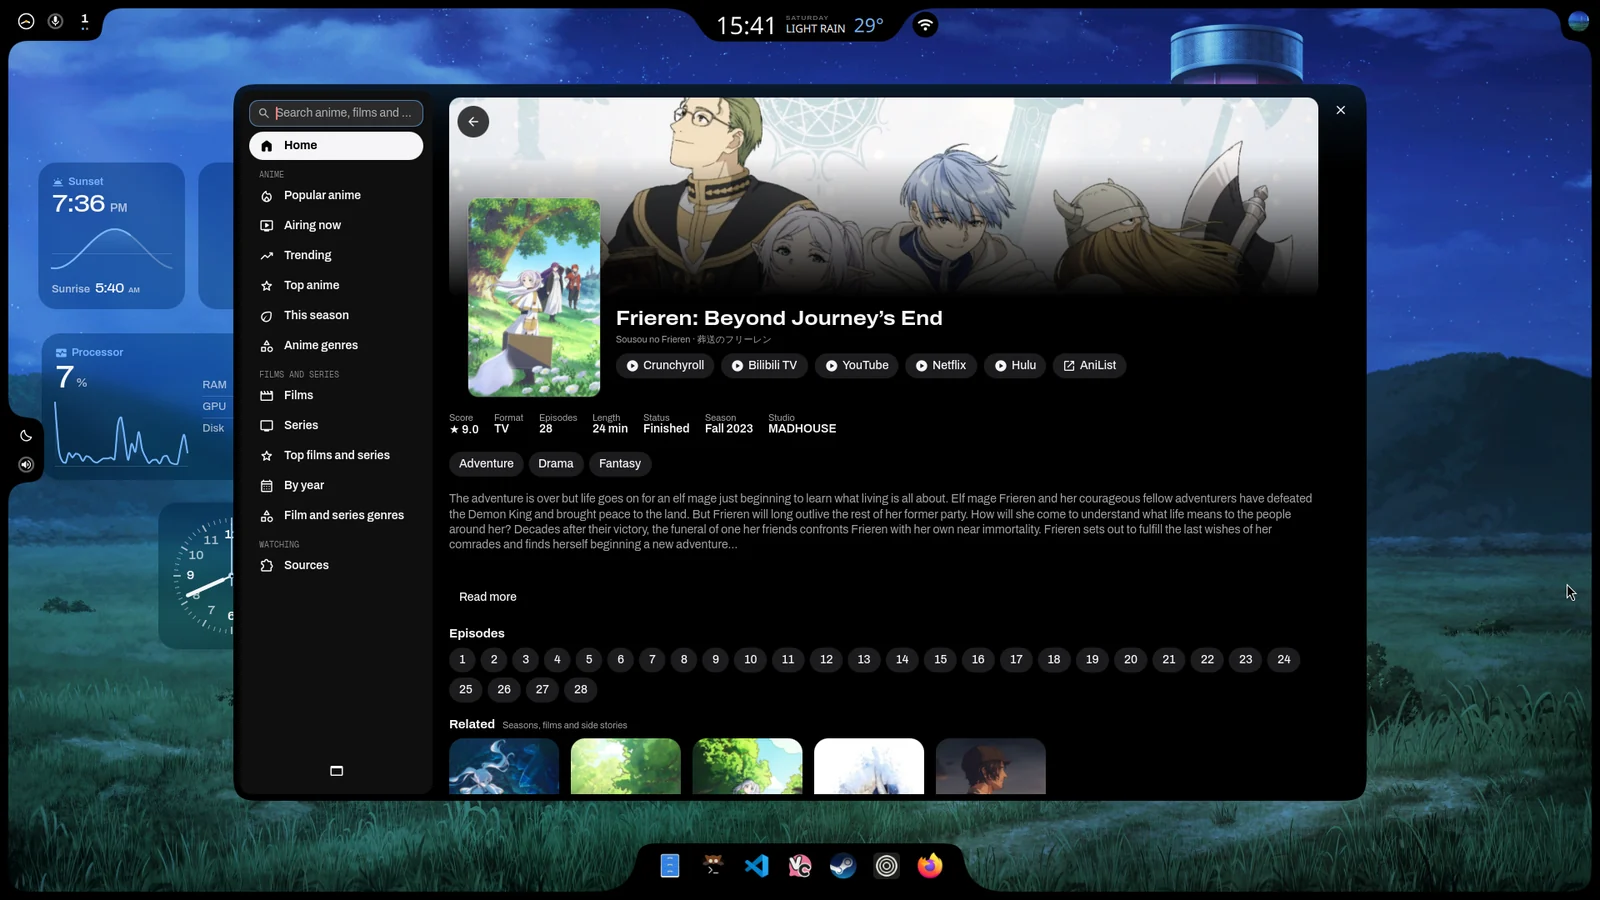 1
15:41
SATURDAY
LIGHT RAIN
29°
Search anime, films and ...
Home
ANIME
Popular anime
Airing now
Trending
Top anime
This season
Anime genres
FILMS AND SERIES
Films
Series
Top films and series
By year
Film and series genres
WATCHING
Sources
Sunset
7:36 PM
Sunrise 5:40 AM
Processor
7 %
RAM
GPU
Disk
11
10
9
8
7
Frieren: Beyond Journey’s End
Sousou no Frieren · 葬送のフリーレン
Crunchyroll
Bilibili TV
YouTube
Netflix
Hulu
AniList
Score
★ 9.0
Format
TV
Episodes
28
Length
24 min
Status
Finished
Season
Fall 2023
Studio
MADHOUSE
Adventure
Drama
Fantasy
The adventure is over but life goes on for an elf mage just beginning to learn what living is all about. Elf mage Frieren and her courageous fellow adventurers have defeated
the Demon King and brought peace to the land. But Frieren will long outlive the rest of her former party. How will she come to understand what life means to the people
around her? Decades after their victory, the funeral of one her friends confronts Frieren with her own near immortality. Frieren sets out to fulfill the last wishes of her
comrades and finds herself beginning a new adventure...
Read more
Episodes
1 2 3 4 5 6 7 8 9 10 11 12 13 14 15 16 17 18 19 20 21 22 23 24
25 26 27 28
Related Seasons, films and side stories